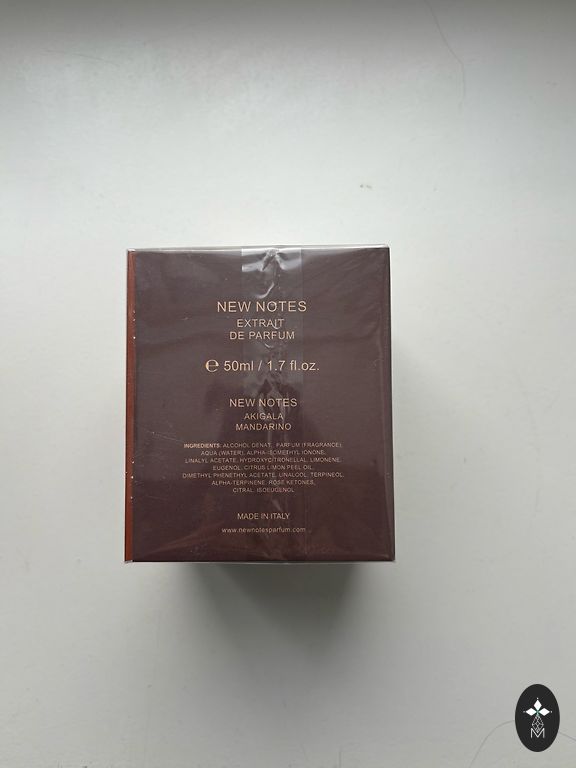 NEW NOTES
EXTRAIT
DE PARFUM
℮ 50ml / 1.7 fl.oz.
NEW NOTES
AKIGALA
MANDARINO
INGREDIENTS: ALCOHOL DENAT., PARFUM (FRAGRANCE),
AQUA (WATER), ALPHA-ISOMETHYL IONONE,
LINALYL ACETATE, HYDROXYCITRONELLAL, LIMONENE,
EUGENOL, CITRUS LIMON PEEL OIL,
DIMETHYL PHENETHYL ACETATE, LINALOOL, TERPINEOL,
ALPHA-TERPINENE, ROSE KETONES,
CITRAL, ISOEUGENOL
MADE IN ITALY
www.newnotesparfum.com
M